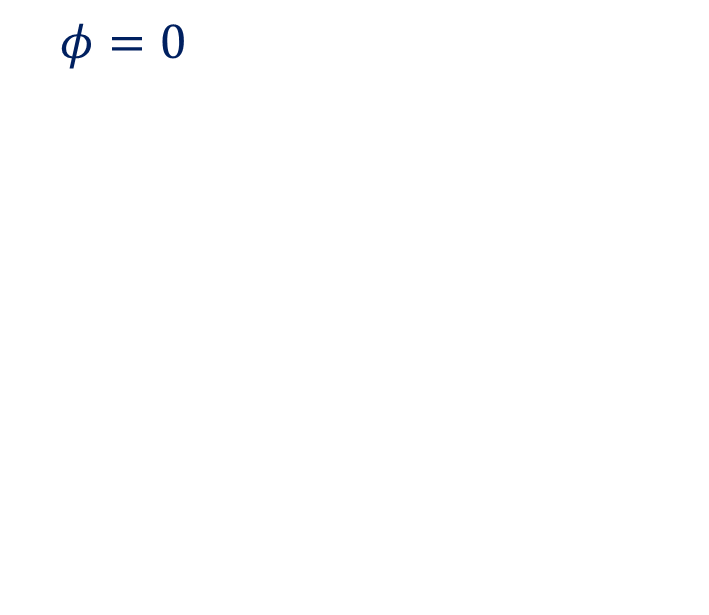 ϕ = 0